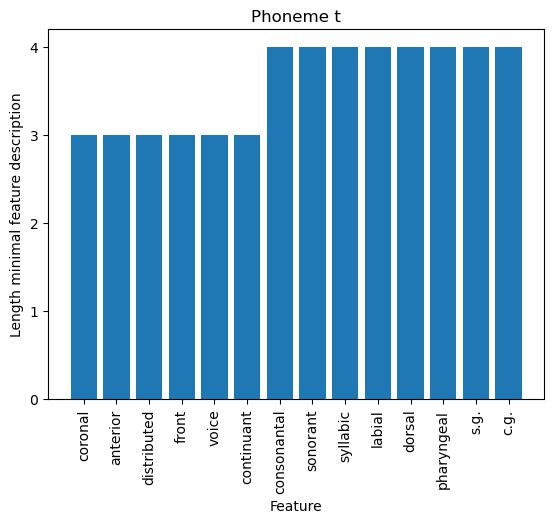 Phoneme t
Length minimal feature description
4
3
2
1
0
coronal
anterior
distributed
front
voice
continuant
consonantal
sonorant
syllabic
labial
dorsal
pharyngeal
s.g.
c.g.
Feature